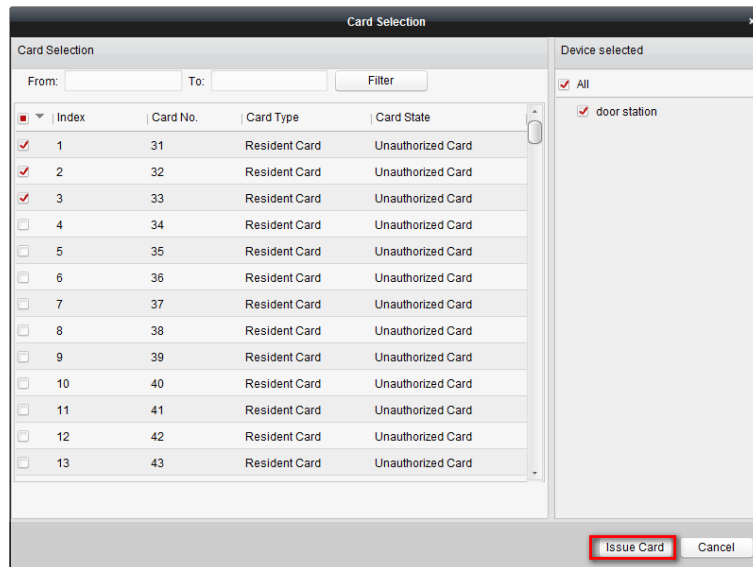 Card Selection
Card Selection
Device selected
From: To: Filter
All
door station
Index Card No. Card Type Card State
1 31 Resident Card Unauthorized Card
2 32 Resident Card Unauthorized Card
3 33 Resident Card Unauthorized Card
4 34 Resident Card Unauthorized Card
5 35 Resident Card Unauthorized Card
6 36 Resident Card Unauthorized Card
7 37 Resident Card Unauthorized Card
8 38 Resident Card Unauthorized Card
9 39 Resident Card Unauthorized Card
10 40 Resident Card Unauthorized Card
11 41 Resident Card Unauthorized Card
12 42 Resident Card Unauthorized Card
13 43 Resident Card Unauthorized Card
Issue Card Cancel